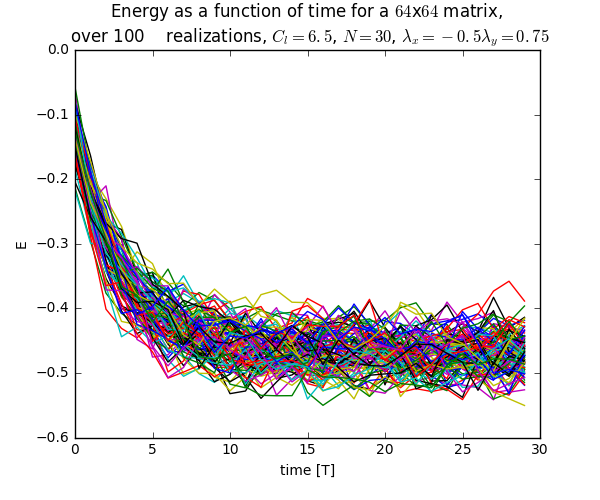 Energy as a function of time for a 64x64 matrix,
over 100 realizations, C_l = 6.5, N = 30, λ_x = −0.5λ_y = 0.75
0.0
−0.1
−0.2
−0.3
−0.4
−0.5
−0.6
E
0 5 10 15 20 25 30
time [T]